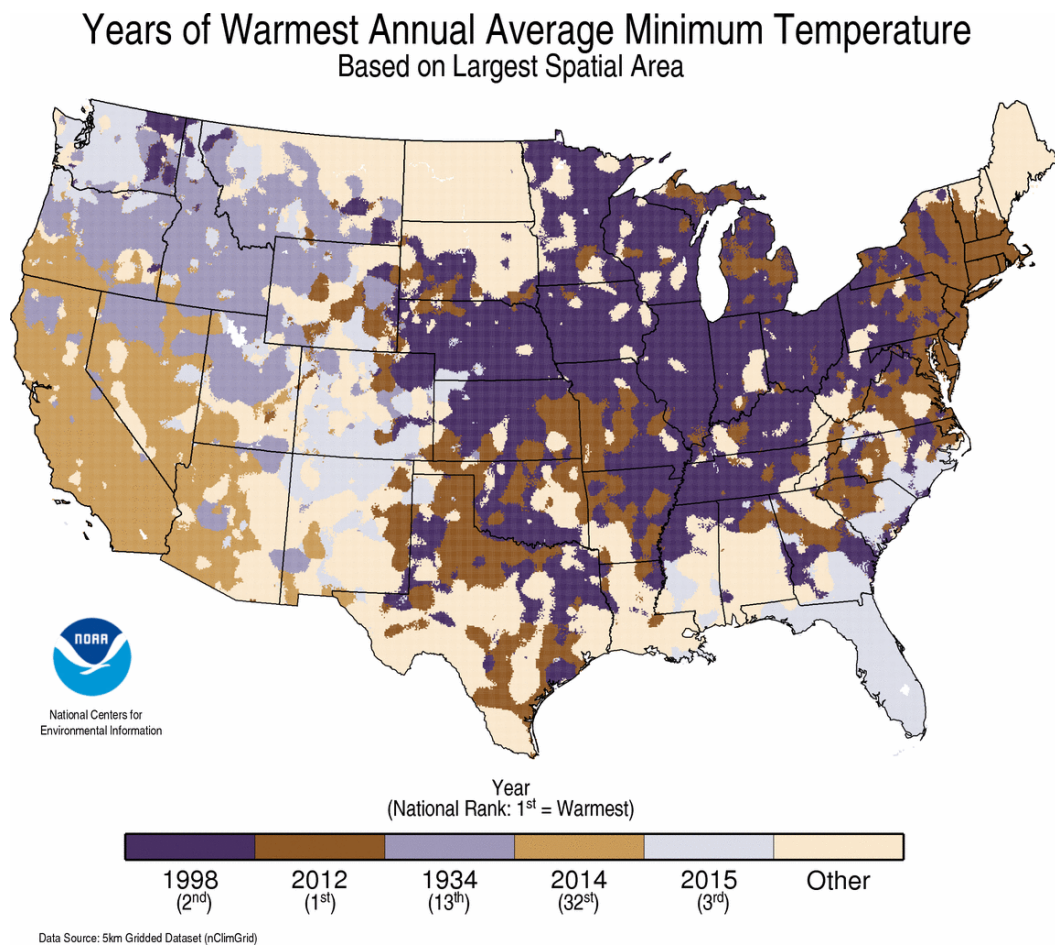 Years of Warmest Annual Average Minimum Temperature
Based on Largest Spatial Area
NOAA
National Centers for
Environmental Information
Year
(National Rank: 1st = Warmest)
1998 2012 1934 2014 2015 Other
(2nd) (1st) (13th) (32st) (3rd)
Data Source: 5km Gridded Dataset (nClimGrid)